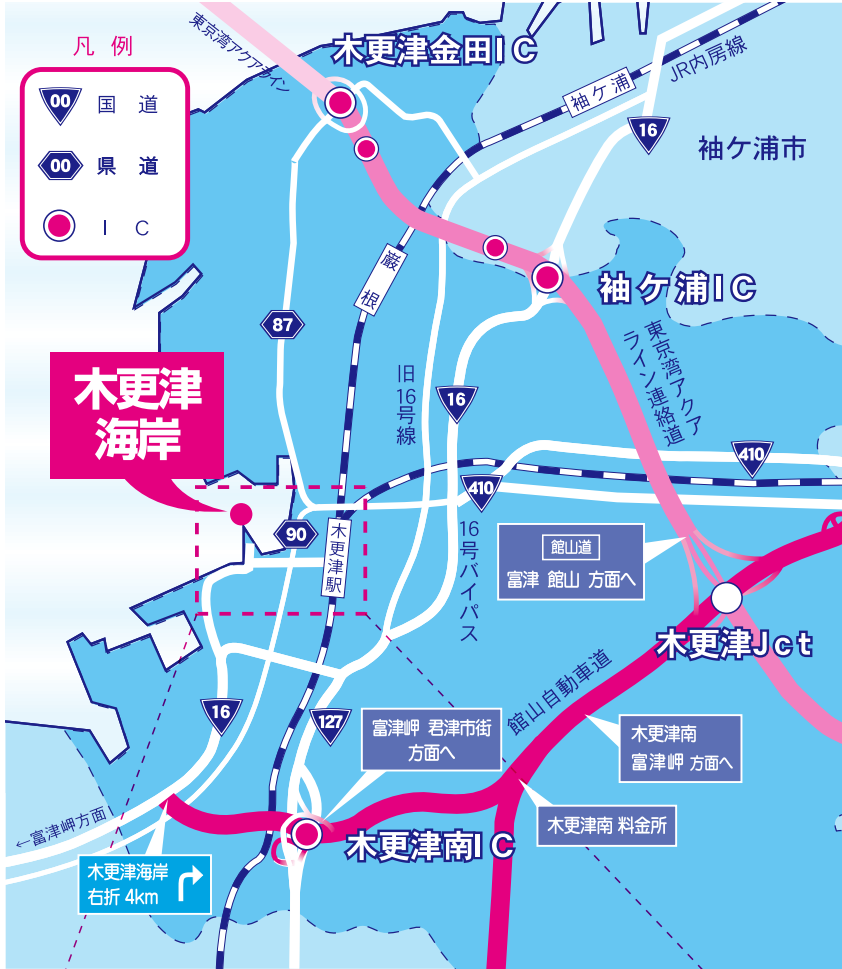 凡例
00 国道
00 県道
IC
東京湾アクアライン
木更津金田IC
袖ケ浦
JR内房線
16
袖ケ浦市
巌根
袖ケ浦IC
87
旧16号線
16
東京湾アクア
ライン連絡道
木更津
海岸
410
410
90
木更津駅
16号バイパス
館山道
富津 館山 方面へ
木更津Jct
館山自動車道
16
127
富津岬 君津市街
方面へ
木更津南
富津岬 方面へ
木更津南 料金所
←富津岬方面
木更津南IC
木更津海岸
右折 4km